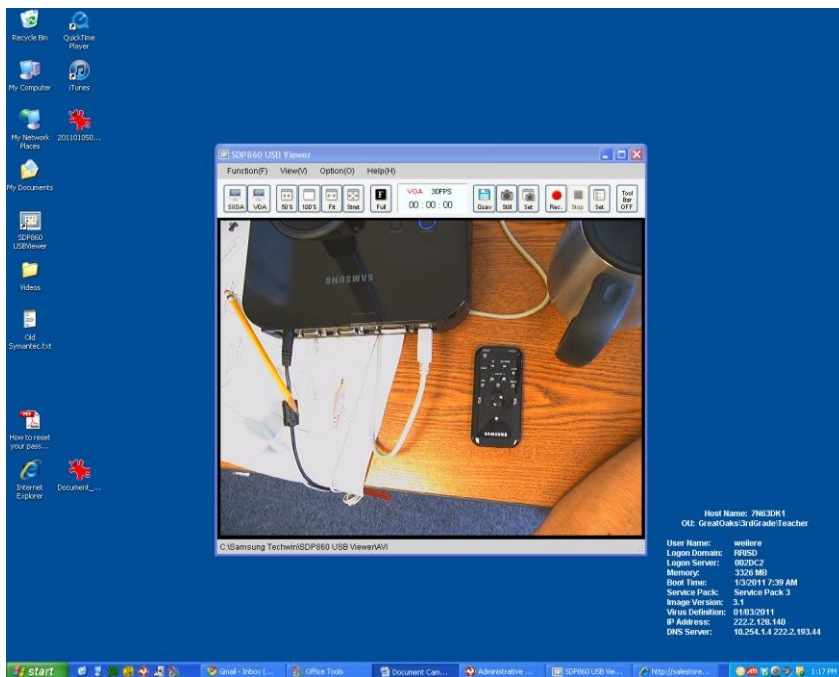 Recycle Bin
QuickTime Player
My Computer
iTunes
My Network Places
201101050...
My Documents
SDP860 USBViewer
Videos
Old Symantec.txt
How to reset your pass...
Internet Explorer
Document_...
SDP860 USB Viewer
Function(F) View(V) Option(O) Help(H)
SXGA VGA 50% 100% Fit Stret Full
VGA 30FPS
00 : 00 : 00
Qsav Still Set Rec. Stop Set
Tool Bar OFF
SAMSUNG
SAMSUNG
C:\Samsung Techwin\SDP860 USB Viewer\AVI
Host Name: 7N63DK1
OU: GreatOaks\3rdGrade\Teacher
User Name: weilere
Logon Domain: RRISD
Logon Server: 002DC2
Memory: 3326 MB
Boot Time: 1/3/2011 7:39 AM
Service Pack: Service Pack 3
Image Version: 3.1
Virus Definition: 01/03/2011
IP Address: 222.2.128.140
DNS Server: 10.254.1.4 222.2.193.44
start
Gmail - Inbox (...
Office Tools
Document Cam...
Administrative ...
SDP860 USB Vie...
http://salestore...
1:17 PM